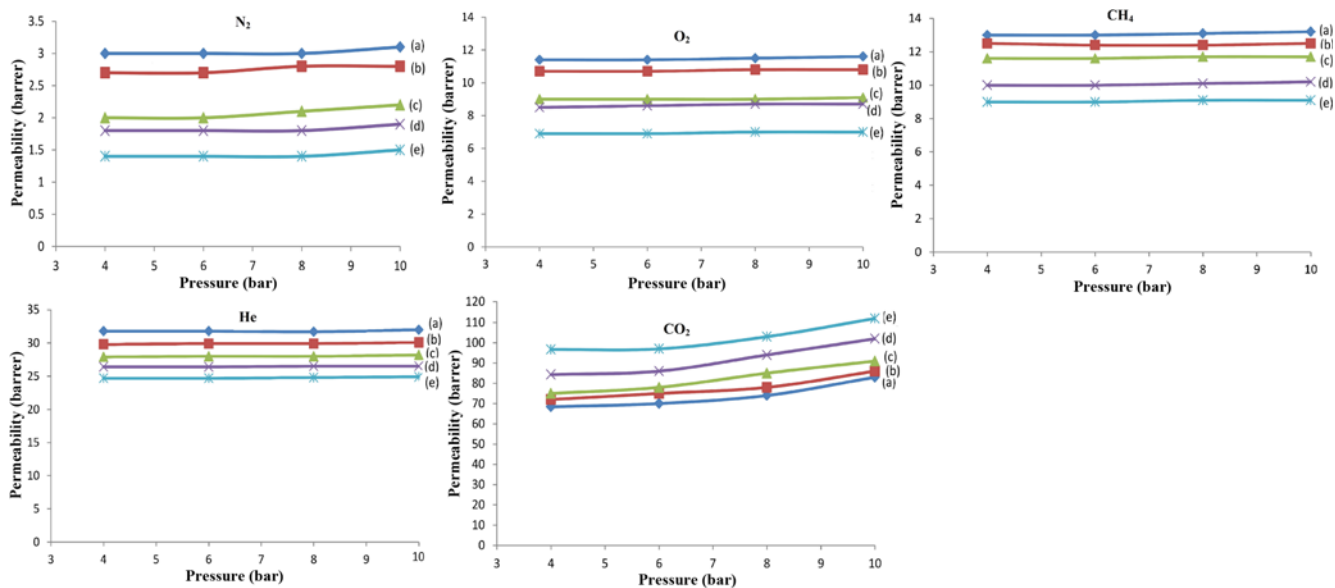 N₂
Permeability (barrer)
3.5
3
2.5
2
1.5
1
0.5
0
3 4 5 6 7 8 9 10
Pressure (bar)
(a)
(b)
(c)
(d)
(e)
O₂
Permeability (barrer)
14
12
10
8
6
4
2
0
3 4 5 6 7 8 9 10
Pressure (bar)
(a)
(b)
(c)
(d)
(e)
CH₄
Permeability (barrer)
14
12
10
8
6
4
2
0
3 4 5 6 7 8 9 10
Pressure (bar)
(a)
(b)
(c)
(d)
(e)
He
Permeability (barrer)
35
30
25
20
15
10
5
0
3 4 5 6 7 8 9 10
Pressure (bar)
(a)
(b)
(c)
(d)
(e)
CO₂
Permeability (barrer)
120
110
100
90
80
70
60
50
40
30
20
10
0
3 4 5 6 7 8 9 10
Pressure (bar)
(e)
(d)
(c)
(b)
(a)